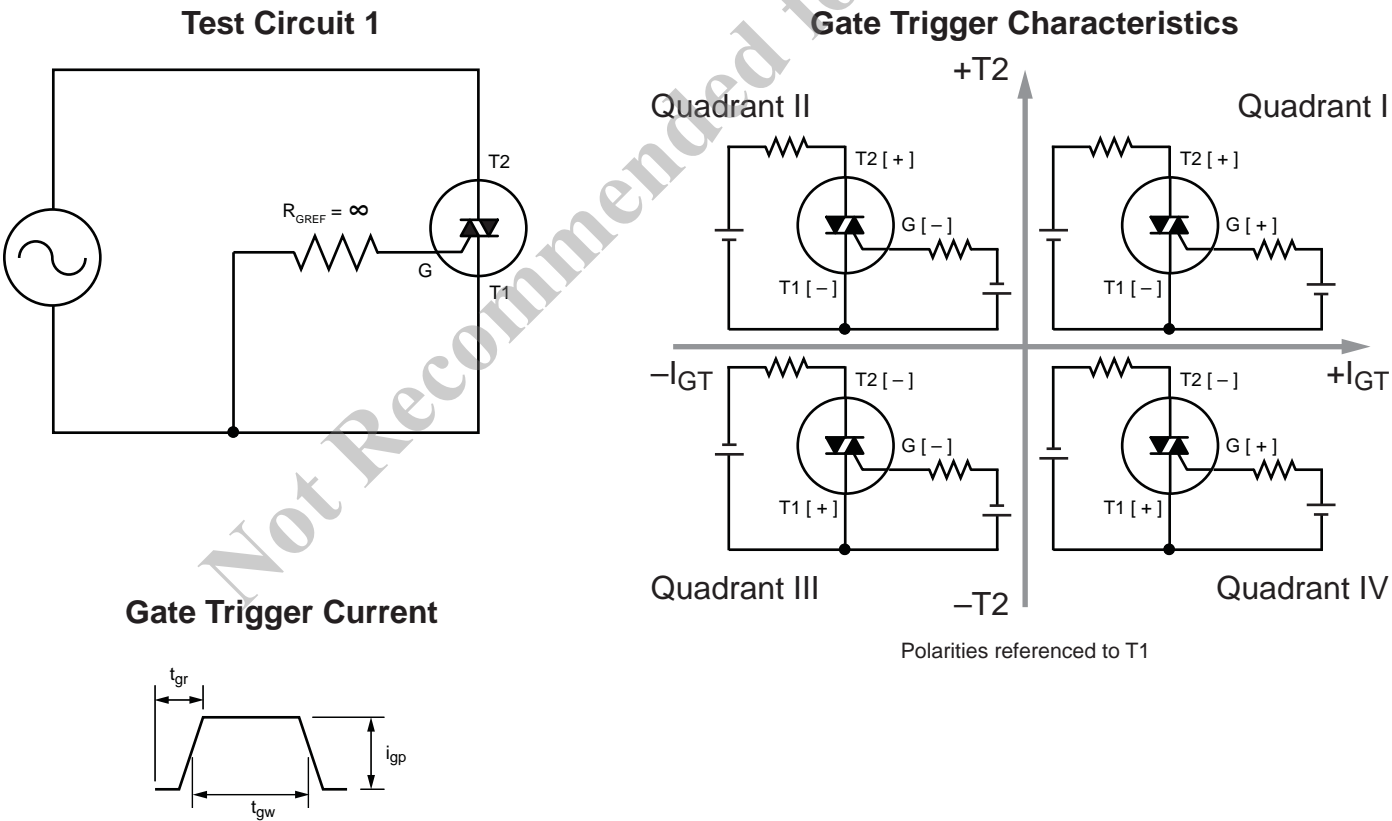 Test Circuit 1
T2
R_GREF = ∞
G
T1
Gate Trigger Characteristics
+T2
Quadrant II
Quadrant I
T2 [ + ]
G [ – ]
T1 [ – ]
T2 [ + ]
G [ + ]
T1 [ – ]
–I_GT
+I_GT
T2 [ – ]
G [ – ]
T1 [ + ]
T2 [ – ]
G [ + ]
T1 [ + ]
Quadrant III
Quadrant IV
–T2
Polarities referenced to T1
Gate Trigger Current
t_gr
i_gp
t_gw
Not Recommended